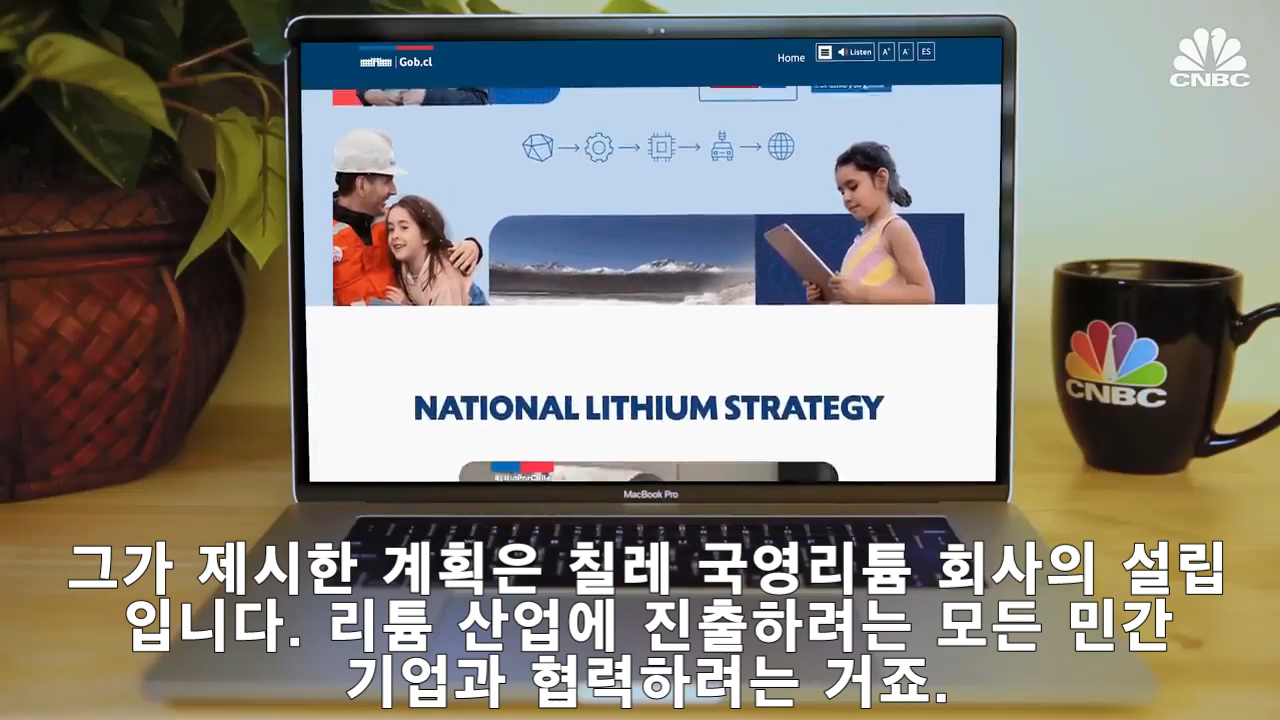 CNBC
Gob.cl
Home
Listen
A+
A-
ES
NATIONAL LITHIUM STRATEGY
MacBook Pro
CNBC
그가 제시한 계획은 칠레 국영리튬 회사의 설립
입니다. 리튬 산업에 진출하려는 모든 민간
기업과 협력하려는 거죠.